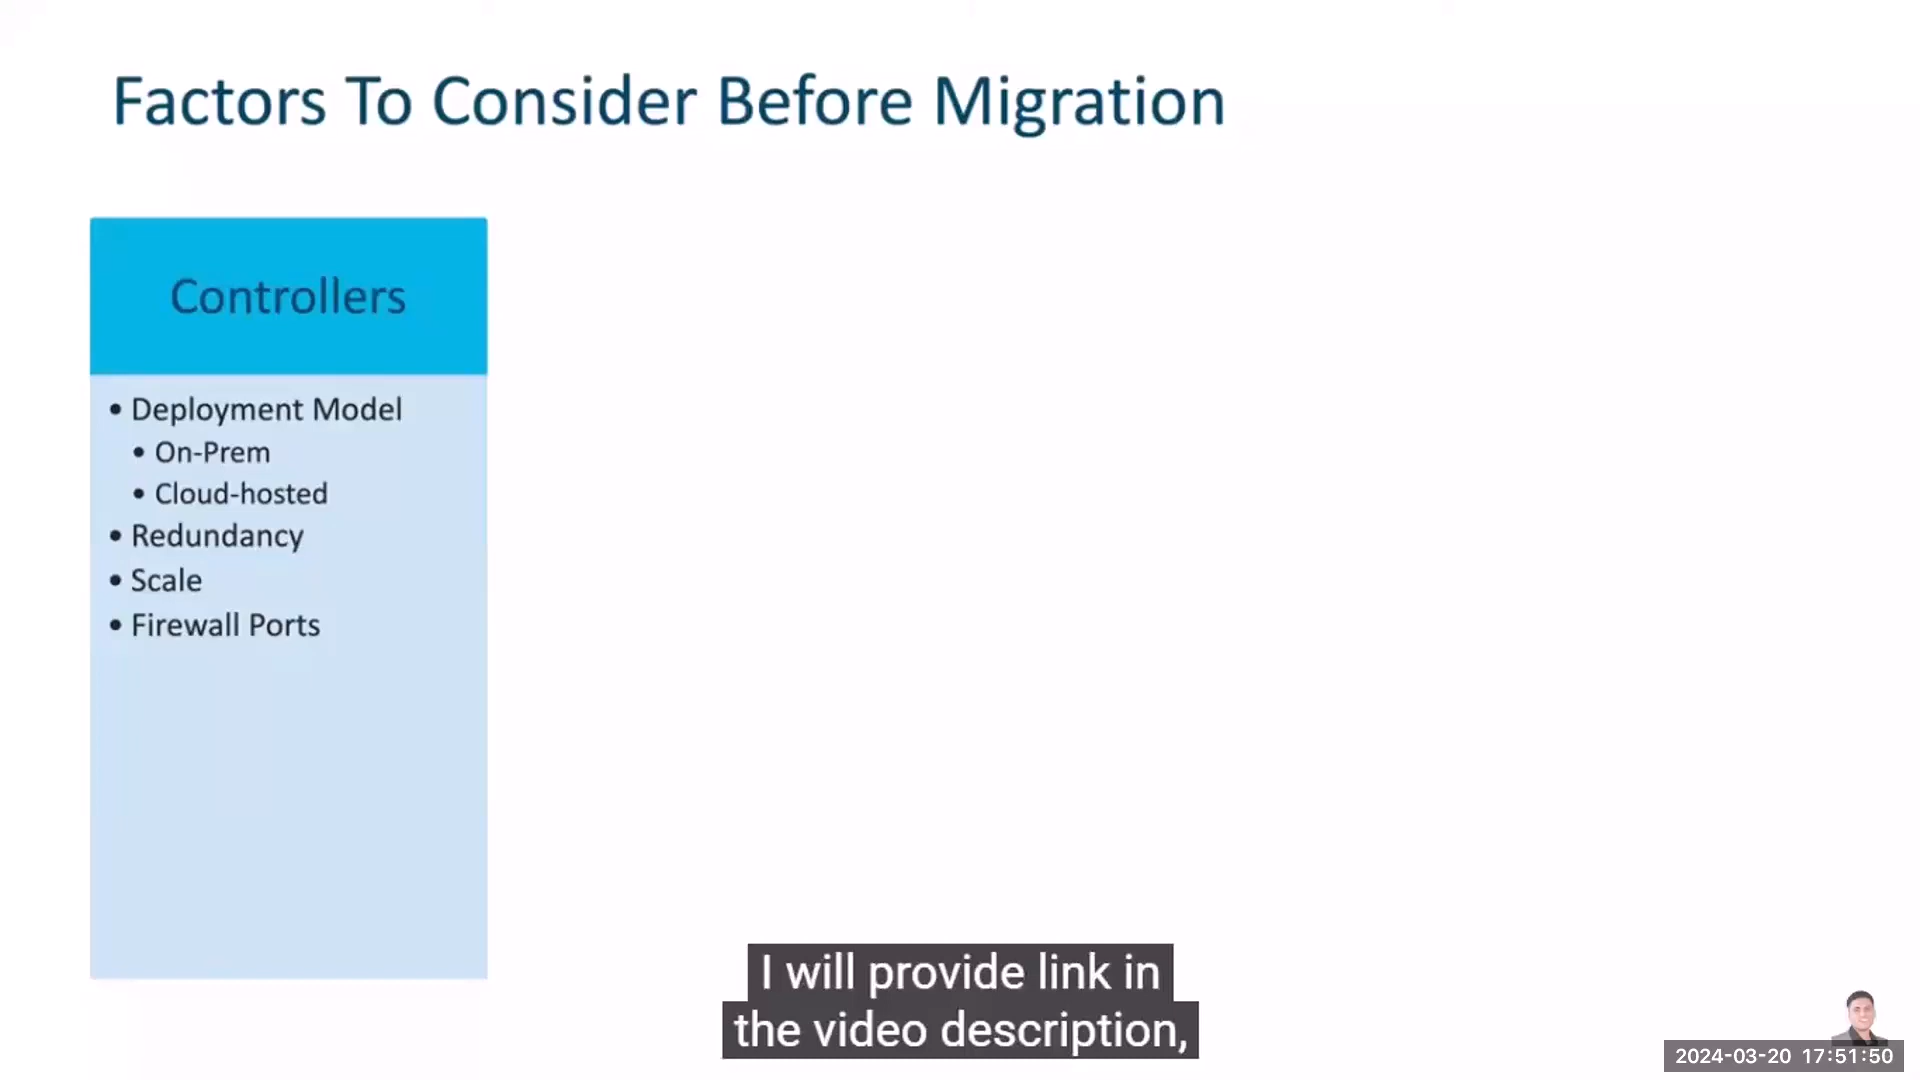 Factors To Consider Before Migration
Controllers
• Deployment Model
• On-Prem
• Cloud-hosted
• Redundancy
• Scale
• Firewall Ports
I will provide link in
the video description,
2024-03-20 17:51:50